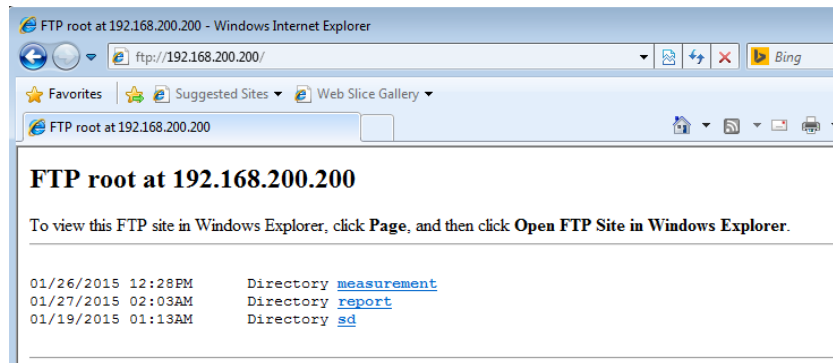 FTP root at 192.168.200.200 - Windows Internet Explorer
ftp://192.168.200.200/ Bing
Favorites Suggested Sites Web Slice Gallery
FTP root at 192.168.200.200
FTP root at 192.168.200.200
To view this FTP site in Windows Explorer, click Page, and then click Open FTP Site in Windows Explorer.
01/26/2015 12:28PM Directory measurement
01/27/2015 02:03AM Directory report
01/19/2015 01:13AM Directory sd